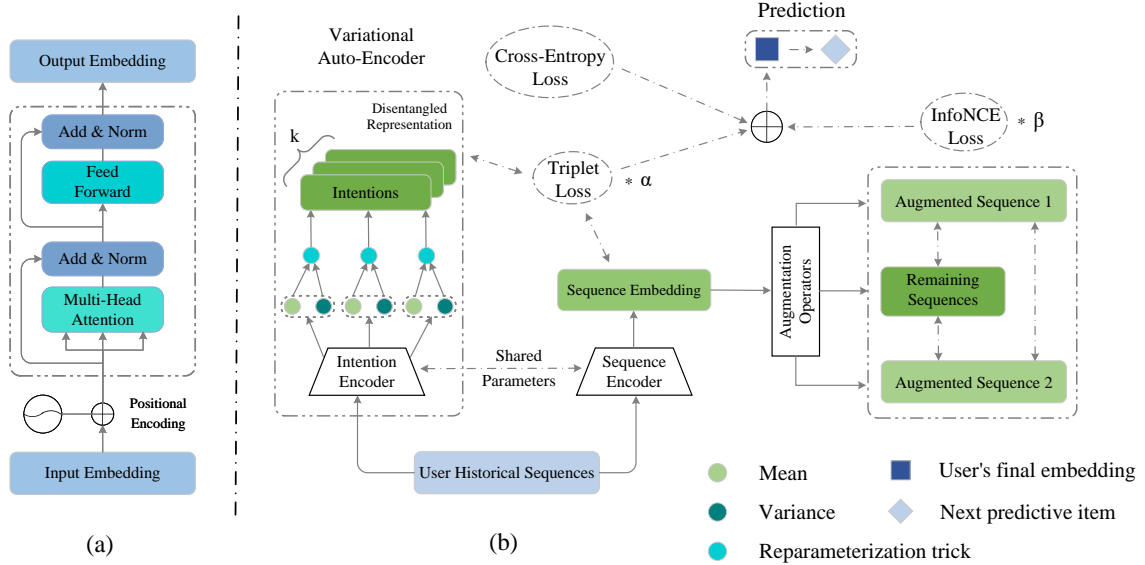 Output Embedding
Add & Norm
Feed
Forward
Add & Norm
Multi-Head
Attention
Positional
Encoding
Input Embedding
(a)
Variational
Auto-Encoder
Disentangled
Representation
k
Intentions
Intention
Encoder
Shared
Parameters
Sequence
Encoder
User Historical Sequences
Sequence Embedding
Triplet
Loss
* α
Cross-Entropy
Loss
Prediction
InfoNCE
Loss
* β
Augmentation
Operators
Augmented Sequence 1
Remaining
Sequences
Augmented Sequence 2
Mean
Variance
Reparameterization trick
User's final embedding
Next predictive item
(b)